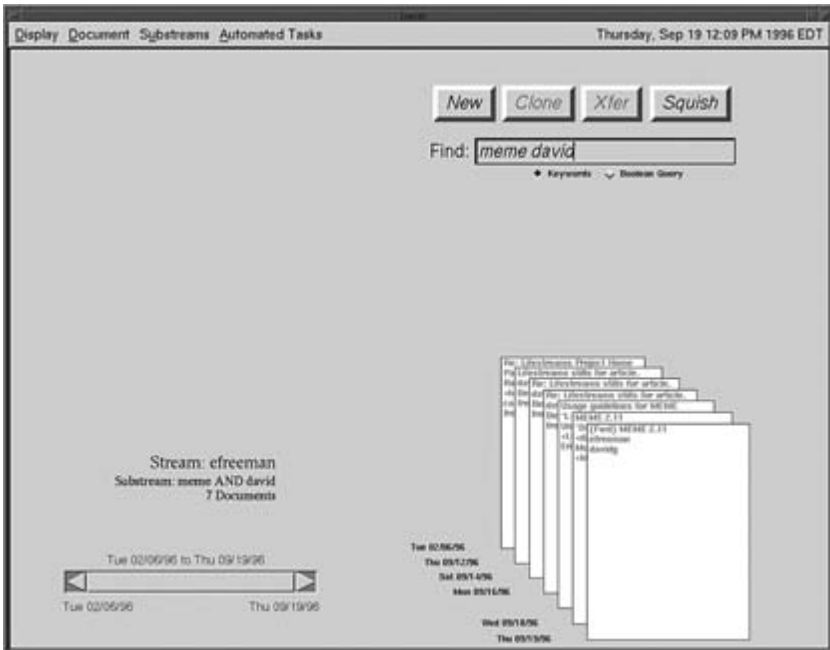 Display Document Substreams Automated Tasks Thursday, Sep 19 12:09 PM 1996 EDT
New Clone Xfer Squish
Find: meme david
Keywords Boolean Query
Re: Lifestreams Project Home
Lifestreams stills for article.
Re: Lifestreams stills for article.
Re: Lifestreams stills for article.
Usage guidelines for MEME
MEME 2.11
(Fwd) MEME 2.11
efreeman
davidg
Stream: efreeman
Substream: meme AND david
7 Documents
Tue 02/06/96 to Thu 09/19/96
Tue 02/06/96 Thu 09/19/96
Tue 02/06/96
Thu 09/12/96
Sat 09/14/96
Mon 09/16/96
Wed 09/18/96
Thu 09/19/96